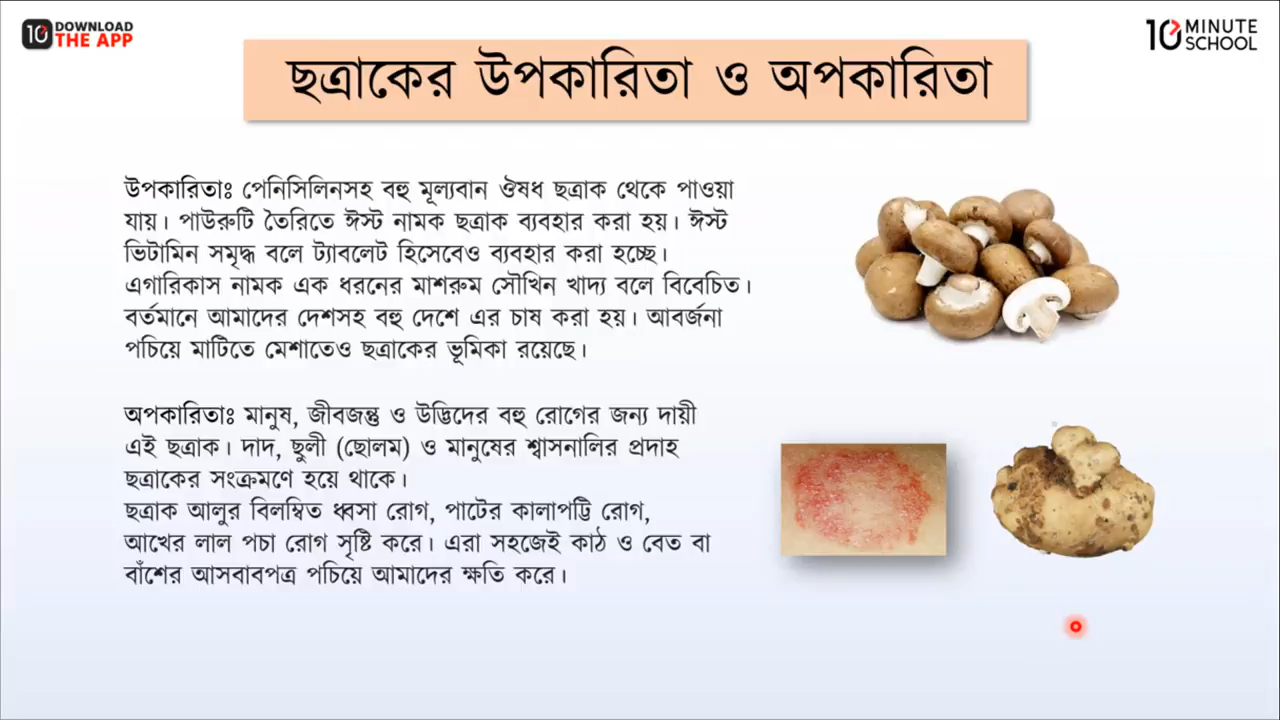 10 DOWNLOAD
THE APP
10 MINUTE
SCHOOL
ছত্রাকের উপকারিতা ও অপকারিতা
উপকারিতাঃ পেনিসিলিনসহ বহু মূল্যবান ঔষধ ছত্রাক থেকে পাওয়া
যায়। পাউরুটি তৈরিতে ঈস্ট নামক ছত্রাক ব্যবহার করা হয়। ঈস্ট
ভিটামিন সমৃদ্ধ বলে ট্যাবলেট হিসেবেও ব্যবহার করা হচ্ছে।
এগারিকাস নামক এক ধরনের মাশরুম সৌখিন খাদ্য বলে বিবেচিত।
বর্তমানে আমাদের দেশসহ বহু দেশে এর চাষ করা হয়। আবর্জনা
পচিয়ে মাটিতে মেশাতেও ছত্রাকের ভূমিকা রয়েছে।
অপকারিতাঃ মানুষ, জীবজন্তু ও উদ্ভিদের বহু রোগের জন্য দায়ী
এই ছত্রাক। দাদ, ছুলী (ছোলম) ও মানুষের শ্বাসনালির প্রদাহ
ছত্রাকের সংক্রমণে হয়ে থাকে।
ছত্রাক আলুর বিলম্বিত ধ্বসা রোগ, পাটের কালাপট্টি রোগ,
আখের লাল পচা রোগ সৃষ্টি করে। এরা সহজেই কাঠ ও বেত বা
বাঁশের আসবাবপত্র পচিয়ে আমাদের ক্ষতি করে।